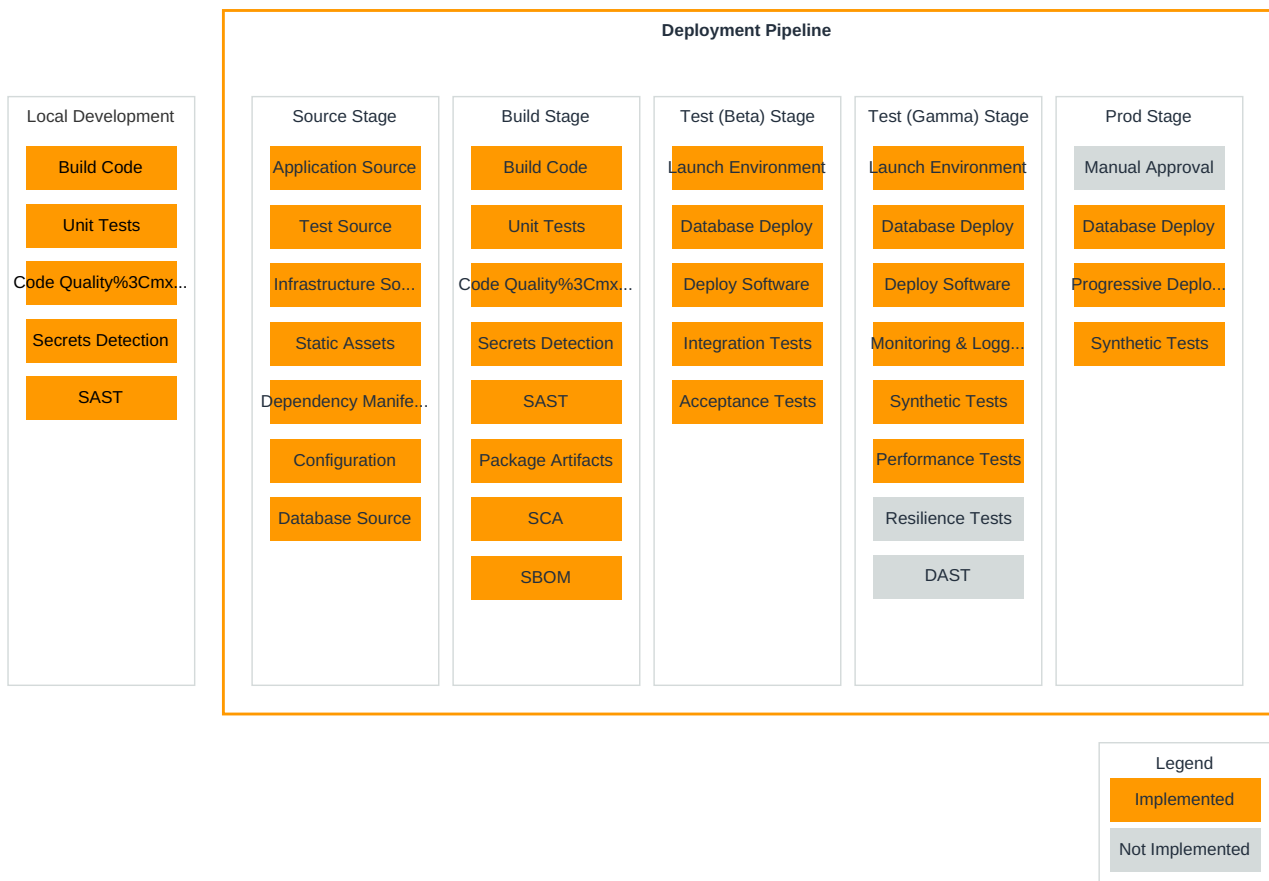 Deployment Pipeline
Local Development
Build Code
Unit Tests
Code Quality%3Cmx...
Secrets Detection
SAST
Source Stage
Application Source
Test Source
Infrastructure So...
Static Assets
Dependency Manife...
Configuration
Database Source
Build Stage
Build Code
Unit Tests
Code Quality%3Cmx...
Secrets Detection
SAST
Package Artifacts
SCA
SBOM
Test (Beta) Stage
Launch Environment
Database Deploy
Deploy Software
Integration Tests
Acceptance Tests
Test (Gamma) Stage
Launch Environment
Database Deploy
Deploy Software
Monitoring & Logg...
Synthetic Tests
Performance Tests
Resilience Tests
DAST
Prod Stage
Manual Approval
Database Deploy
Progressive Deplo...
Synthetic Tests
Legend
Implemented
Not Implemented